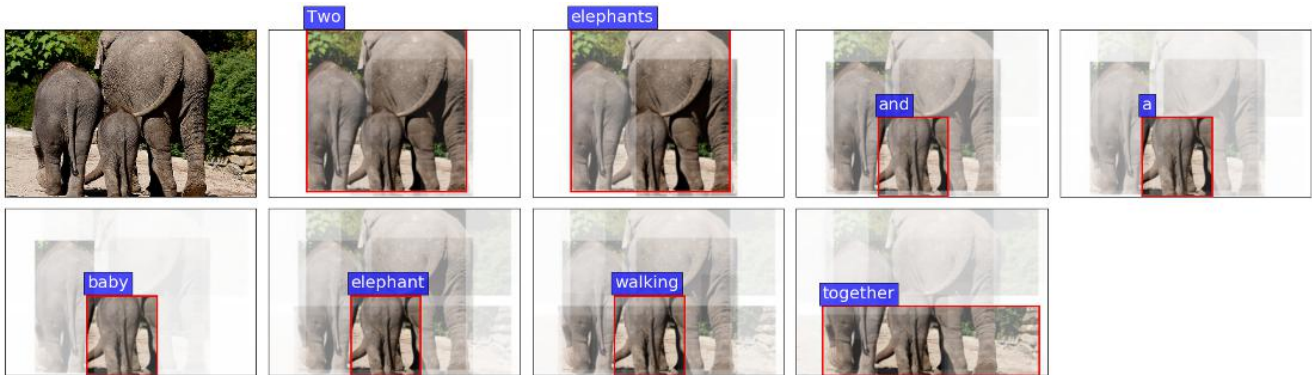 Two
elephants
and
a
baby
elephant
walking
together